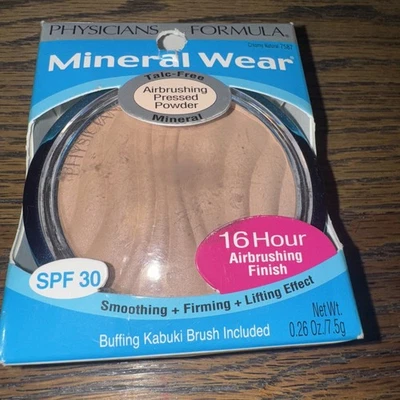 PHYSICIANS FORMULA
Mineral Wear
Talc-Free
Airbrushing
Pressed
Powder
Mineral
PHYSICIANS
16 Hour
Airbrushing
Finish
SPF 30
Smoothing + Firming + Lifting Effect
Net Wt.
0.26 Oz./7.5g
Buffing Kabuki Brush Included